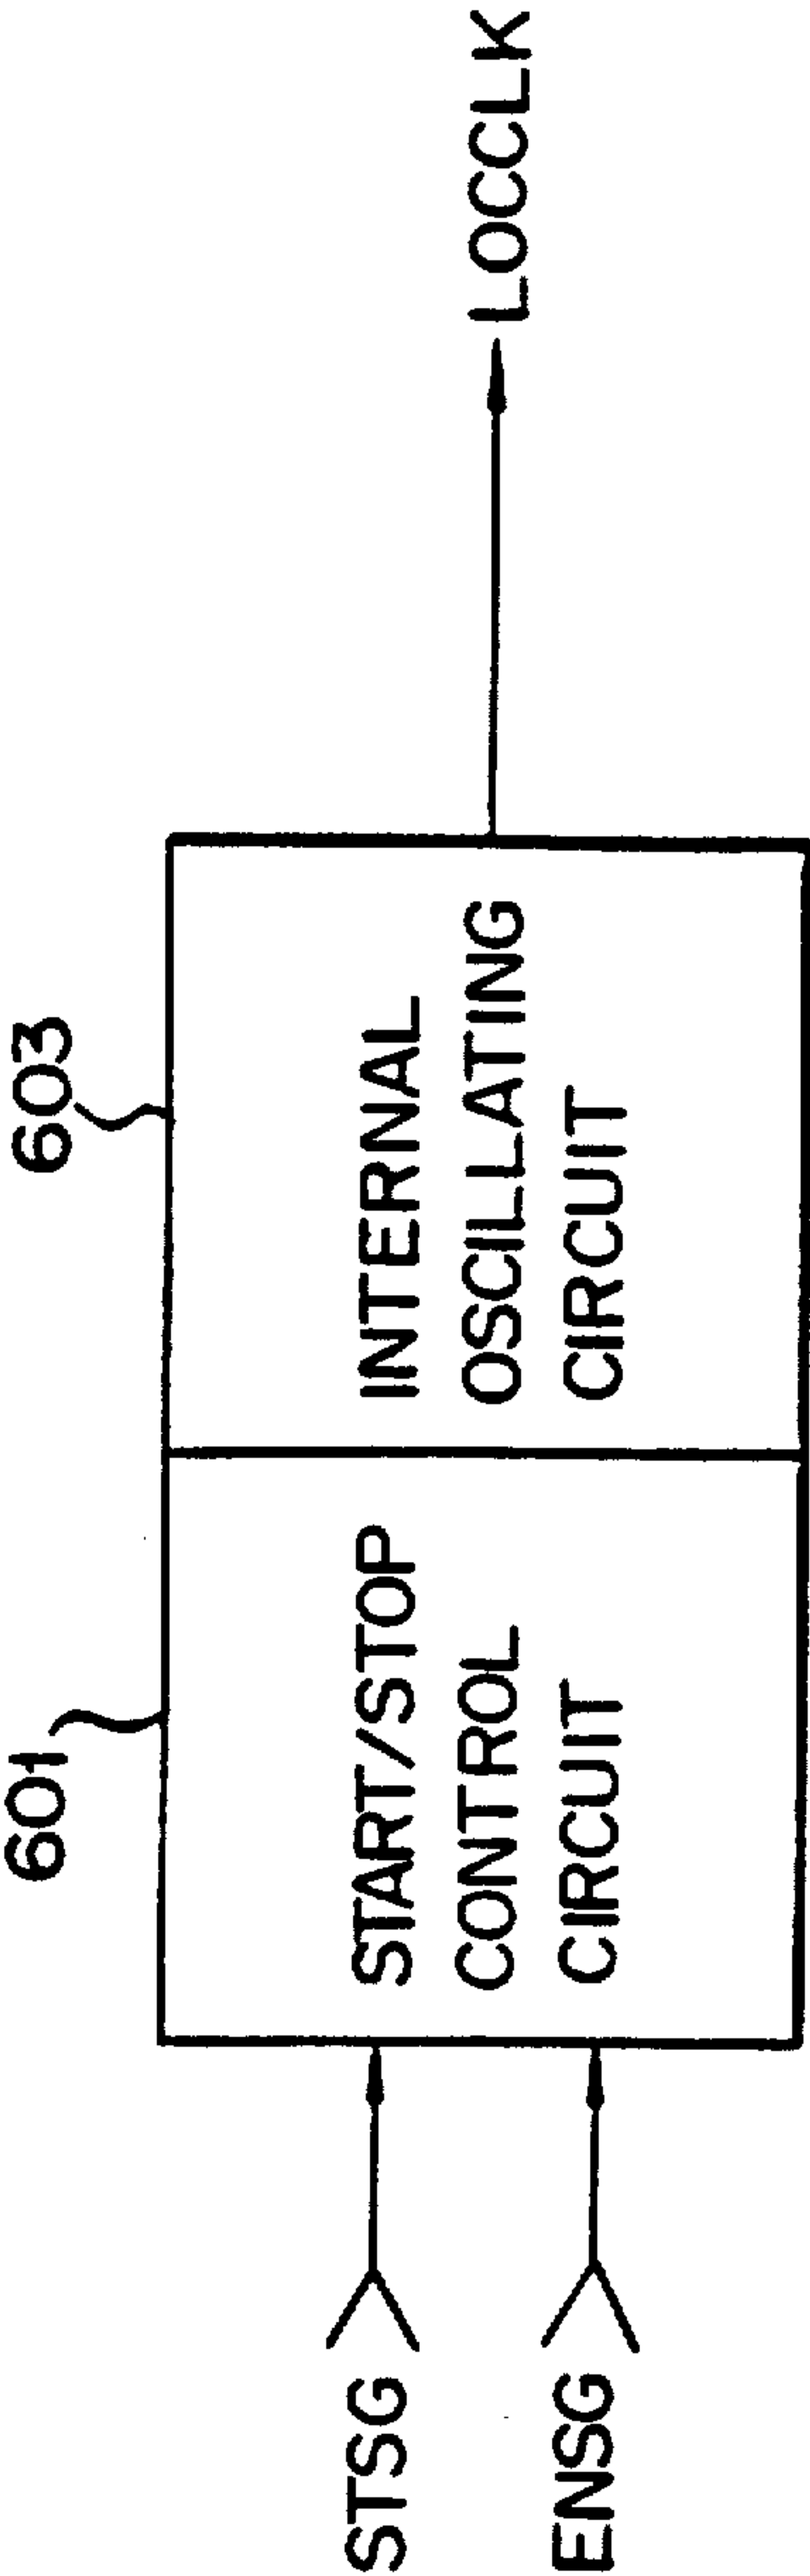 601
603
STSG
ENSG
START/STOP
CONTROL
CIRCUIT
INTERNAL
OSCILLATING
CIRCUIT
LOCCLK